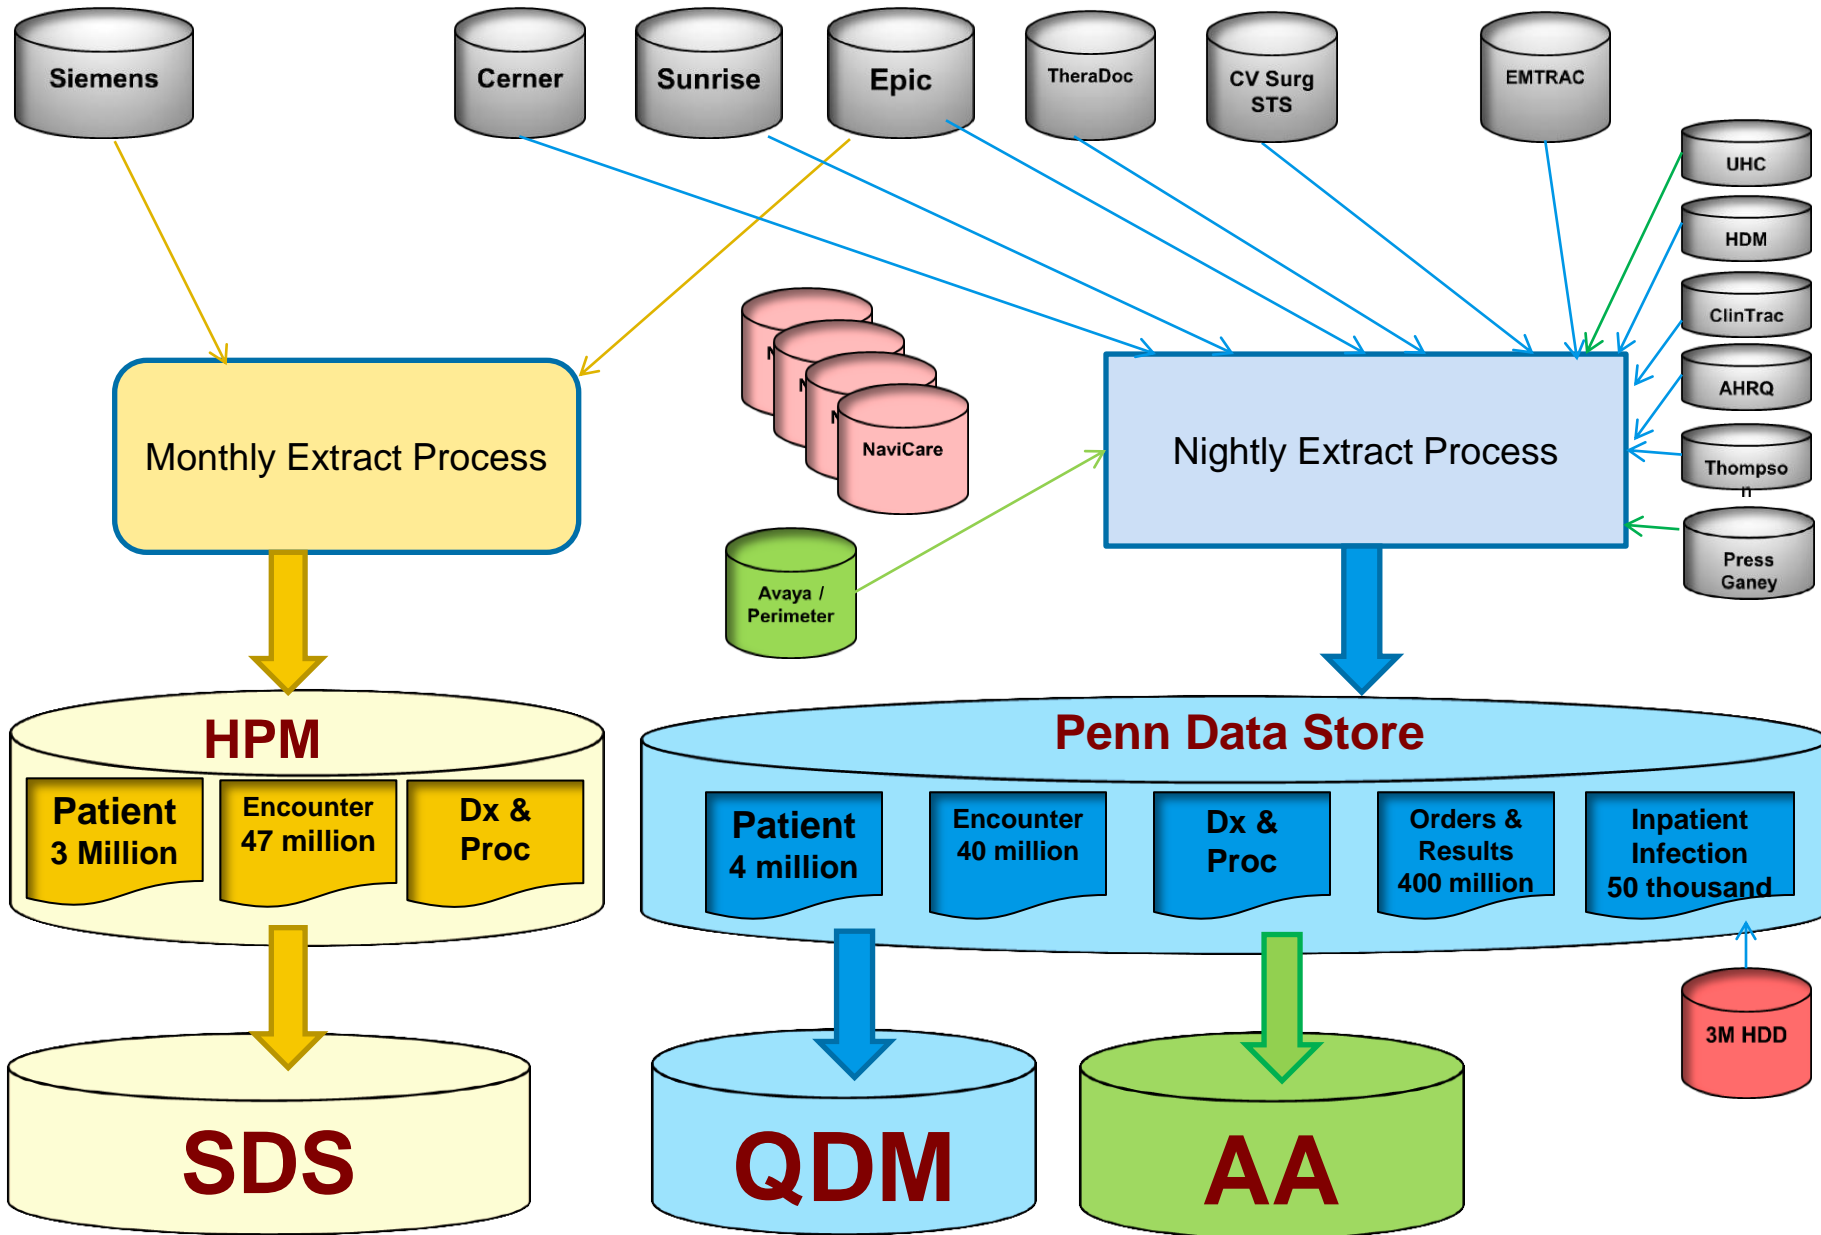 Siemens
Cerner
Sunrise
Epic
TheraDoc
CV Surg
STS
EMTRAC
UHC
HDM
ClinTrac
AHRQ
Thompso
n
Press
Ganey
N
N
N
NaviCare
Avaya /
Perimeter
Monthly Extract Process
Nightly Extract Process
HPM
Patient
3 Million
Encounter
47 million
Dx &
Proc
Penn Data Store
Patient
4 million
Encounter
40 million
Dx &
Proc
Orders &
Results
400 million
Inpatient
Infection
50 thousand
3M HDD
SDS
QDM
AA